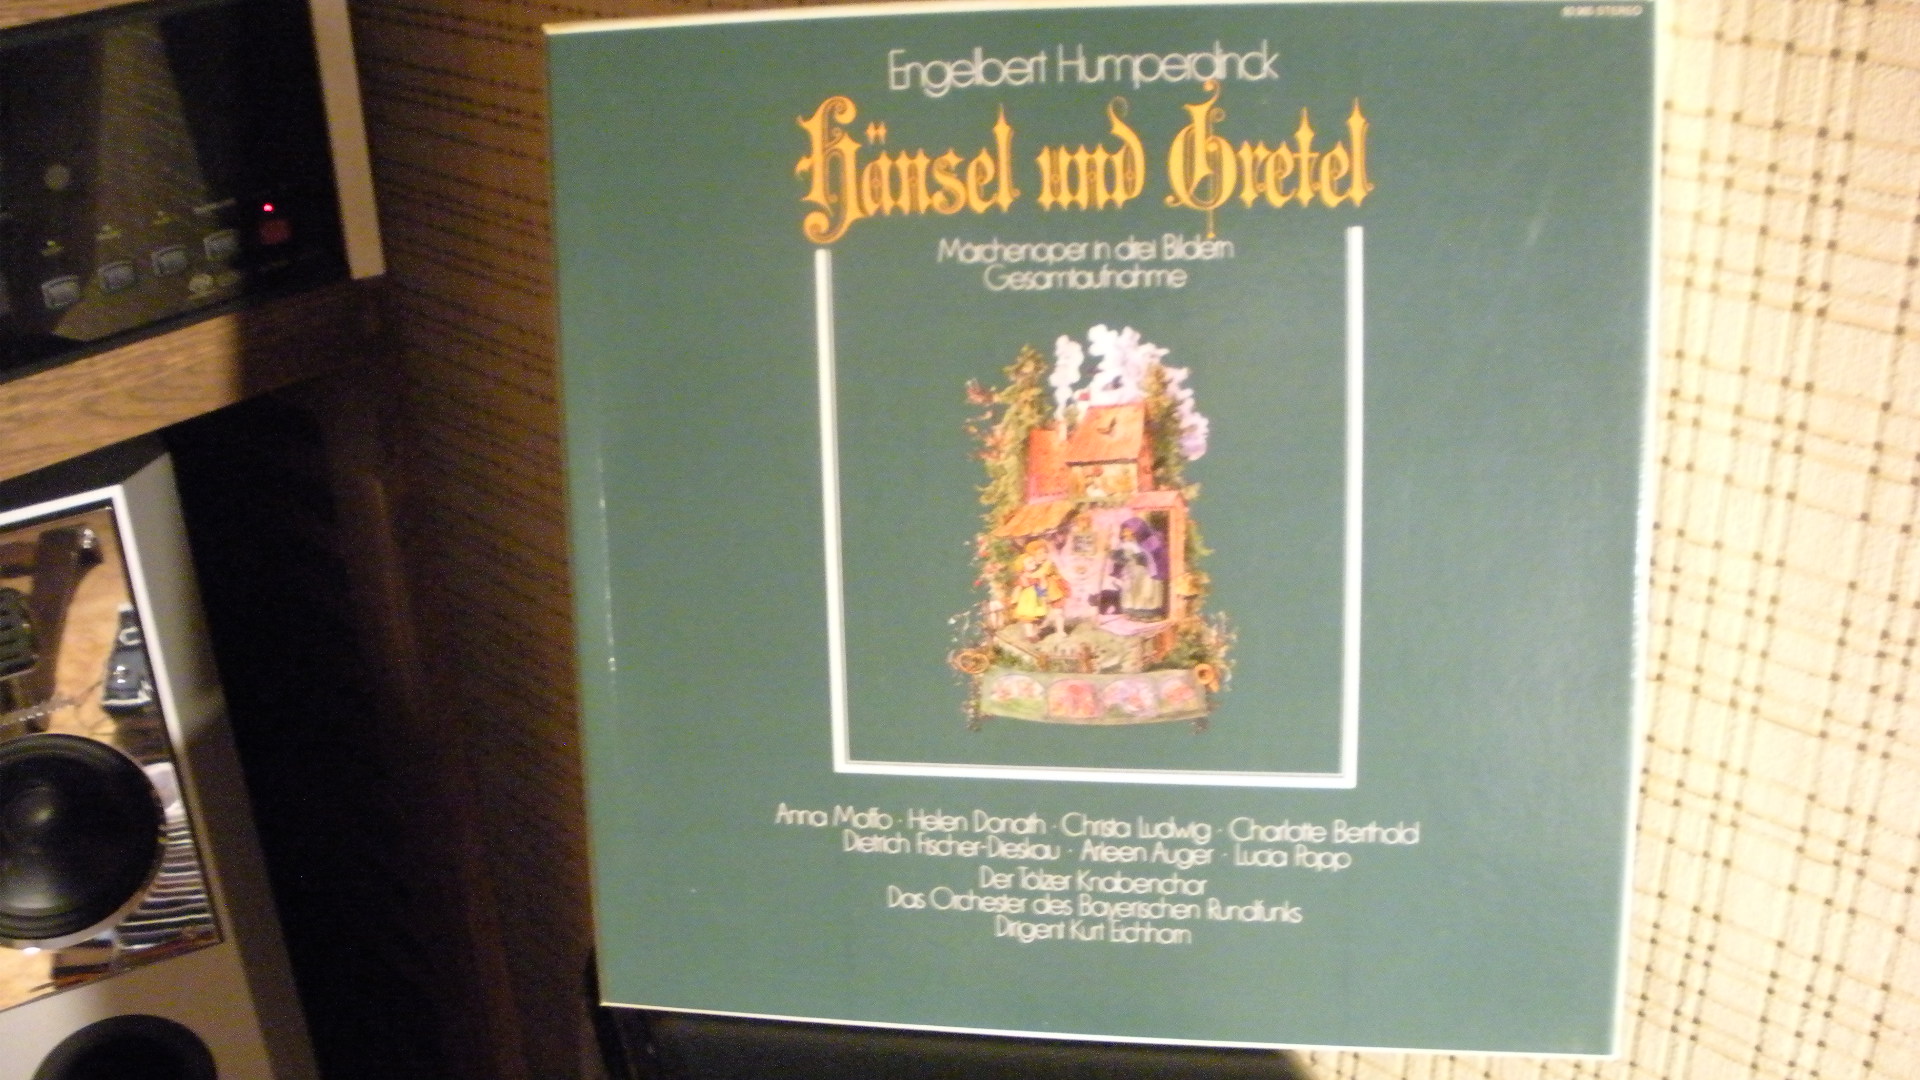 STEREO
Engelbert Humperdinck
Hänsel und Gretel
Märchenoper in drei Bildern
Gesamtaufnahme
Anna Moffo · Helen Donath · Christa Ludwig · Charlotte Berthold
Dietrich Fischer-Dieskau · Arleen Auger · Lucia Popp
Der Tölzer Knabenchor
Das Orchester des Bayerischen Rundfunks
Dirigent Kurt Eichhorn